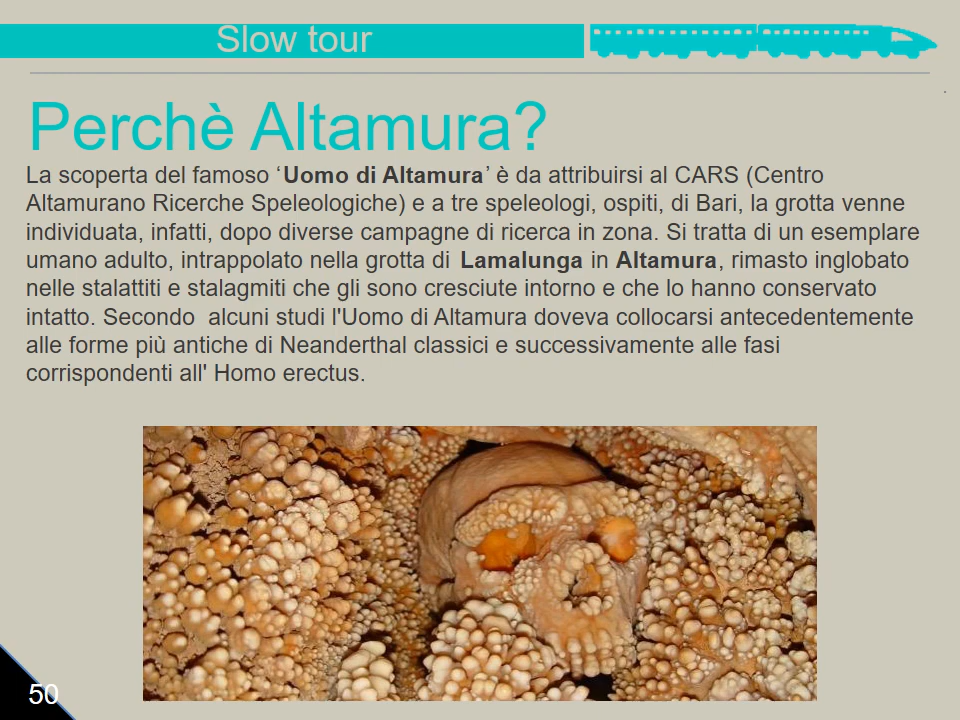 Slow tour
Perchè Altamura?
La scoperta del famoso ‘Uomo di Altamura’ è da attribuirsi al CARS (Centro
Altamurano Ricerche Speleologiche) e a tre speleologi, ospiti, di Bari, la grotta venne
individuata, infatti, dopo diverse campagne di ricerca in zona. Si tratta di un esemplare
umano adulto, intrappolato nella grotta di Lamalunga in Altamura, rimasto inglobato
nelle stalattiti e stalagmiti che gli sono cresciute intorno e che lo hanno conservato
intatto. Secondo alcuni studi l'Uomo di Altamura doveva collocarsi antecedentemente
alle forme più antiche di Neanderthal classici e successivamente alle fasi
corrispondenti all' Homo erectus.
50